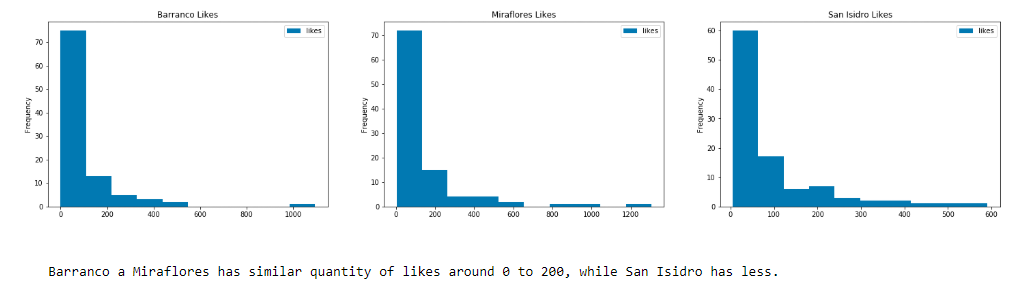 Barranco Likes
likes
Frequency
70
60
50
40
30
20
10
0
0 200 400 600 800 1000
Miraflores Likes
likes
Frequency
70
60
50
40
30
20
10
0
0 200 400 600 800 1000 1200
San Isidro Likes
likes
Frequency
60
50
40
30
20
10
0
0 100 200 300 400 500 600
Barranco a Miraflores has similar quantity of likes around 0 to 200, while San Isidro has less.